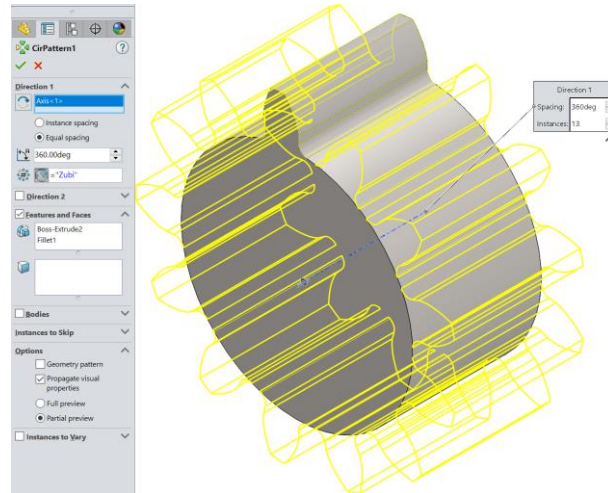 CirPattern1
?
Direction 1
Axis<1>
Instance spacing
Equal spacing
360.00deg
="Zubi"
Direction 2
Features and Faces
Boss-Extrude2
Fillet1
Bodies
Instances to Skip
Options
Geometry pattern
Propagate visual
properties
Full preview
Partial preview
Instances to Vary
Direction 1
Spacing: 360deg
Instances: 13